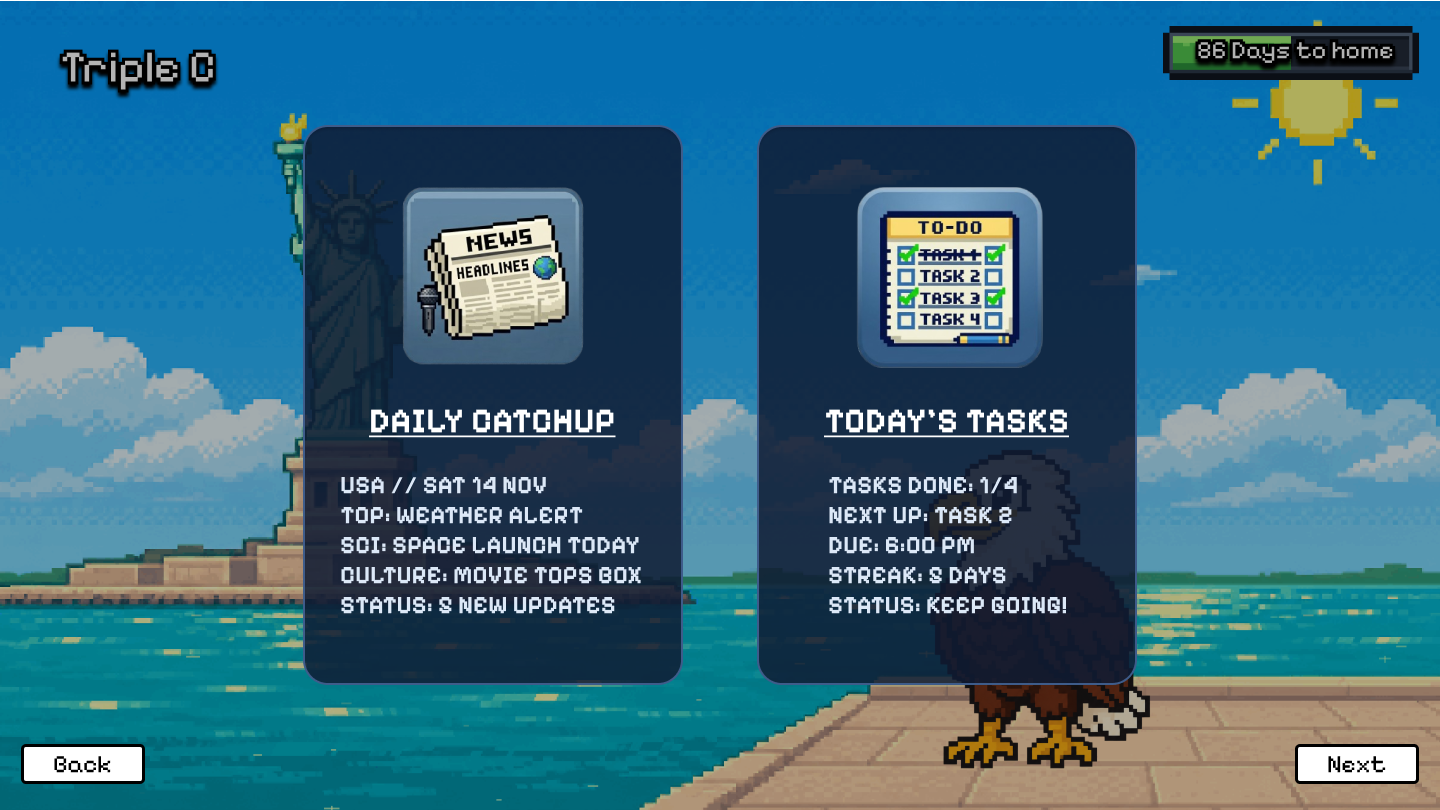 Triple C
86 Days to home
NEWS
HEADLINES
TO-DO
TASK 1
TASK 2
TASK 3
TASK 4
DAILY CATCHUP
USA // SAT 14 NOV
TOP: WEATHER ALERT
SCI: SPACE LAUNCH TODAY
CULTURE: MOVIE TOPS BOX
STATUS: 8 NEW UPDATES
TODAY'S TASKS
TASKS DONE: 1/4
NEXT UP: TASK 2
DUE: 6:00 PM
STREAK: 8 DAYS
STATUS: KEEP GOING!
Back
Next